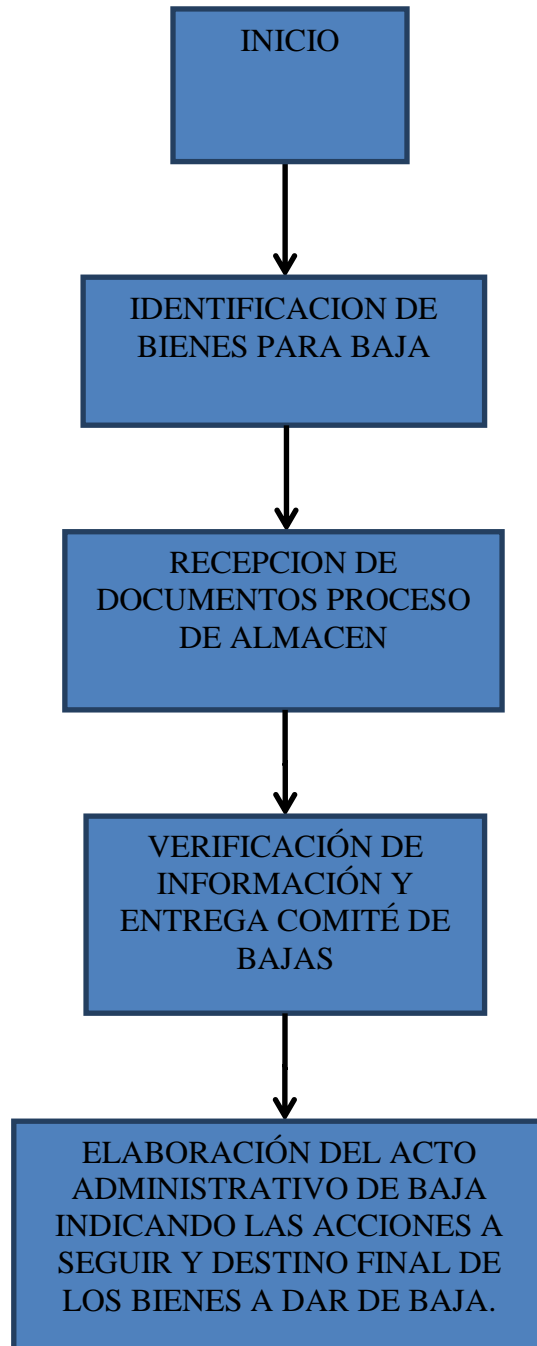 INICIO
IDENTIFICACION DE
BIENES PARA BAJA
RECEPCION DE
DOCUMENTOS PROCESO
DE ALMACEN
VERIFICACIÓN DE
INFORMACIÓN Y
ENTREGA COMITÉ DE
BAJAS
ELABORACIÓN DEL ACTO
ADMINISTRATIVO DE BAJA
INDICANDO LAS ACCIONES A
SEGUIR Y DESTINO FINAL DE
LOS BIENES A DAR DE BAJA.